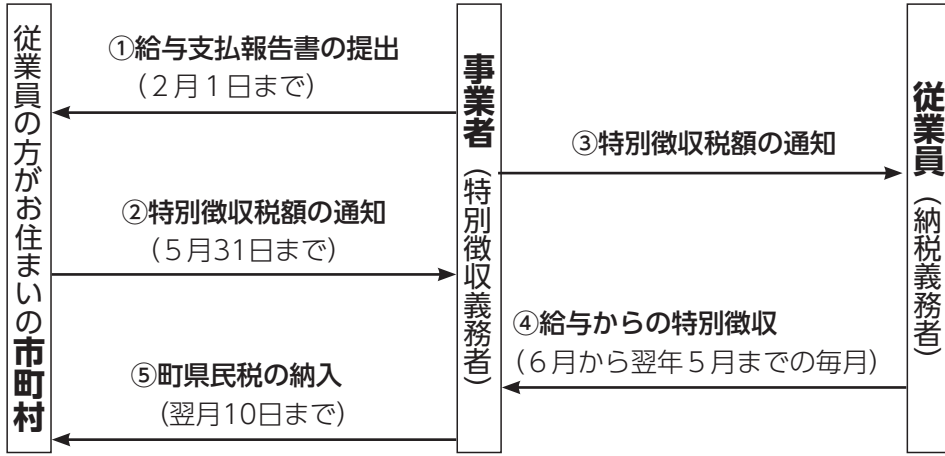 従業員の方がお住まいの市町村
①給与支払報告書の提出
（２月１日まで）
②特別徴収税額の通知
（５月31日まで）
⑤町県民税の納入
（翌月10日まで）
事業者（特別徴収義務者）
③特別徴収税額の通知
④給与からの特別徴収
（６月から翌年５月までの毎月）
従業員（納税義務者）